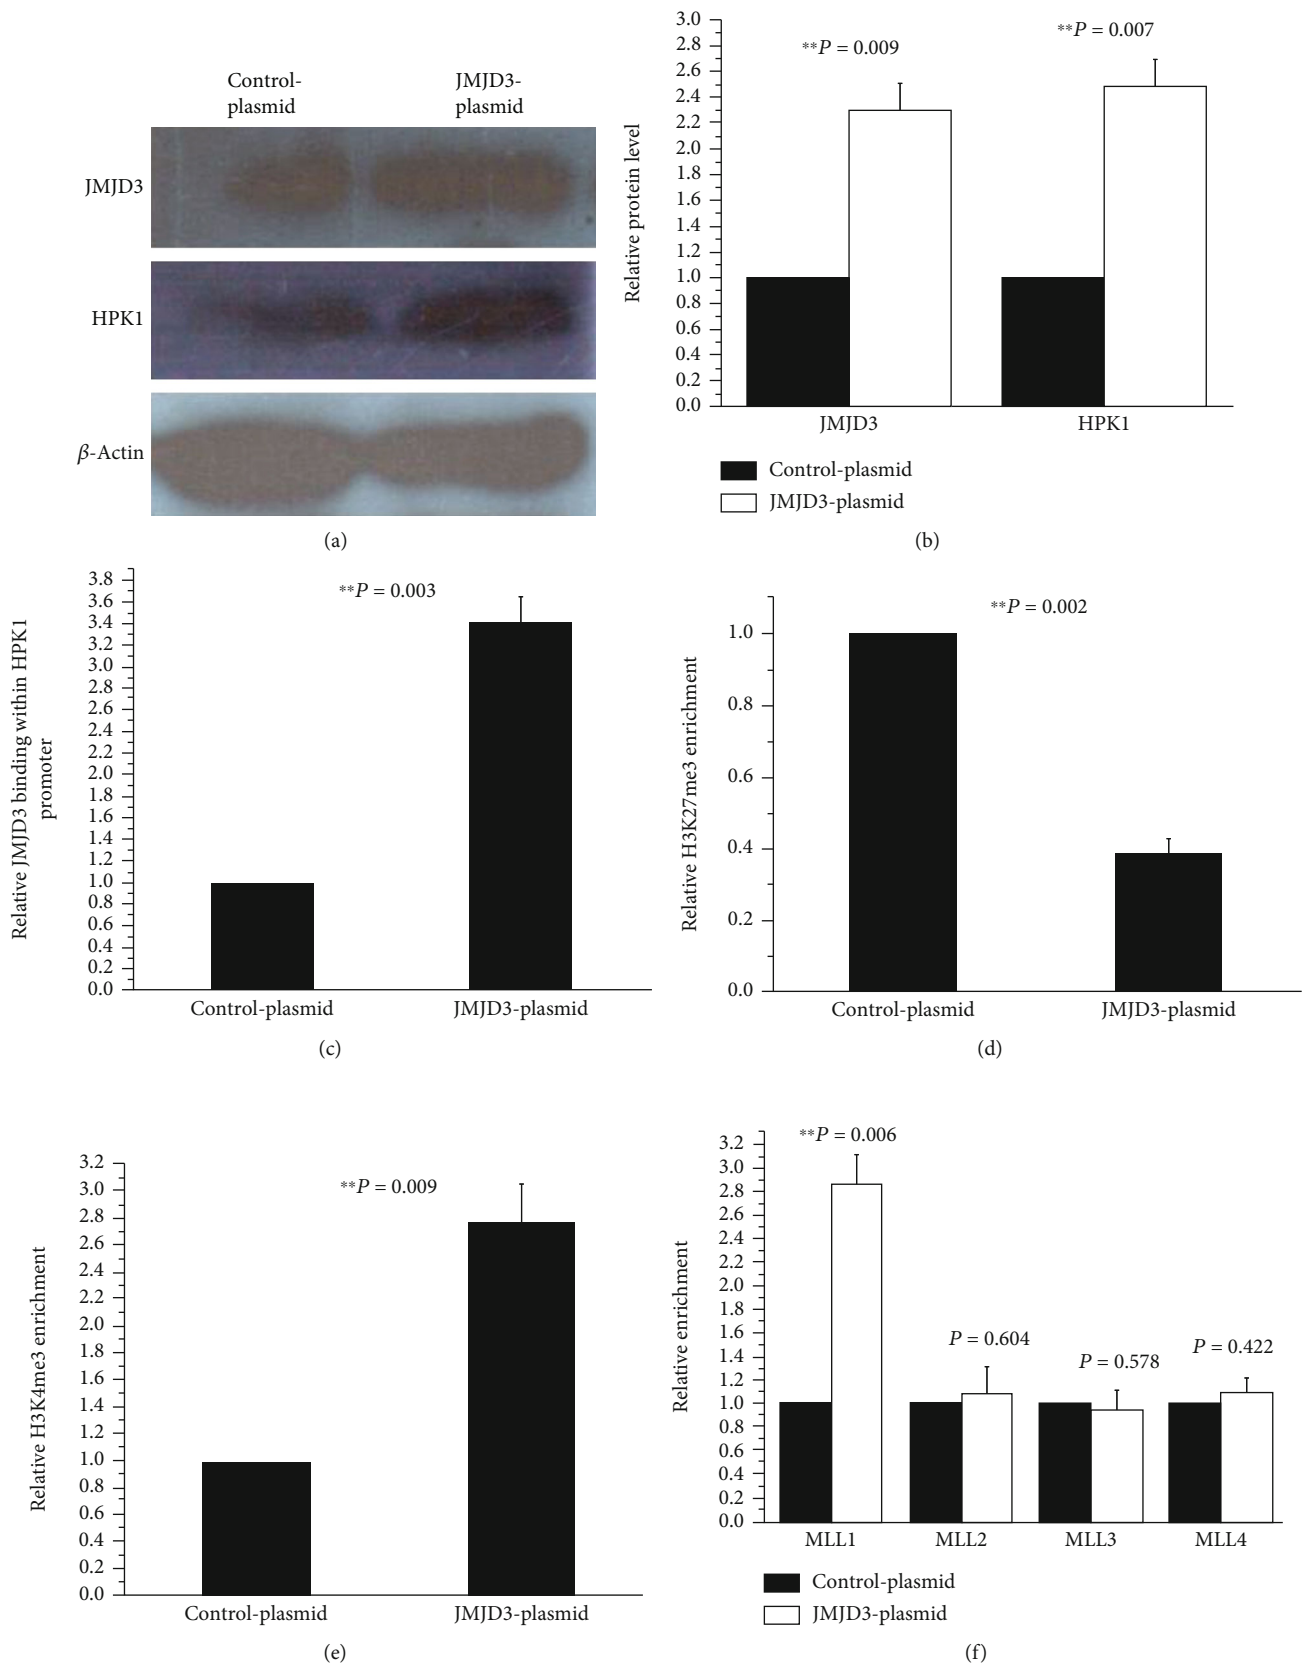 Control-
plasmid
JMJD3-
plasmid
JMJD3
HPK1
β-Actin
(a)
Relative protein level
3.0
2.8
2.6
2.4
2.2
2.0
1.8
1.6
1.4
1.2
1.0
0.8
0.6
0.4
0.2
0.0
**P = 0.009
**P = 0.007
JMJD3
HPK1
Control-plasmid
JMJD3-plasmid
(b)
Relative JMJD3 binding within HPK1
promoter
3.8
3.6
3.4
3.2
3.0
2.8
2.6
2.4
2.2
2.0
1.8
1.6
1.4
1.2
1.0
0.8
0.6
0.4
0.2
0.0
**P = 0.003
Control-plasmid
JMJD3-plasmid
(c)
Relative H3K27me3 enrichment
1.0
0.8
0.6
0.4
0.2
0.0
**P = 0.002
Control-plasmid
JMJD3-plasmid
(d)
Relative H3K4me3 enrichment
3.2
3.0
2.8
2.6
2.4
2.2
2.0
1.8
1.6
1.4
1.2
1.0
0.8
0.6
0.4
0.2
0.0
**P = 0.009
Control-plasmid
JMJD3-plasmid
(e)
Relative enrichment
3.2
3.0
2.8
2.6
2.4
2.2
2.0
1.8
1.6
1.4
1.2
1.0
0.8
0.6
0.4
0.2
0.0
**P = 0.006
P = 0.604
P = 0.578
P = 0.422
MLL1
MLL2
MLL3
MLL4
Control-plasmid
JMJD3-plasmid
(f)